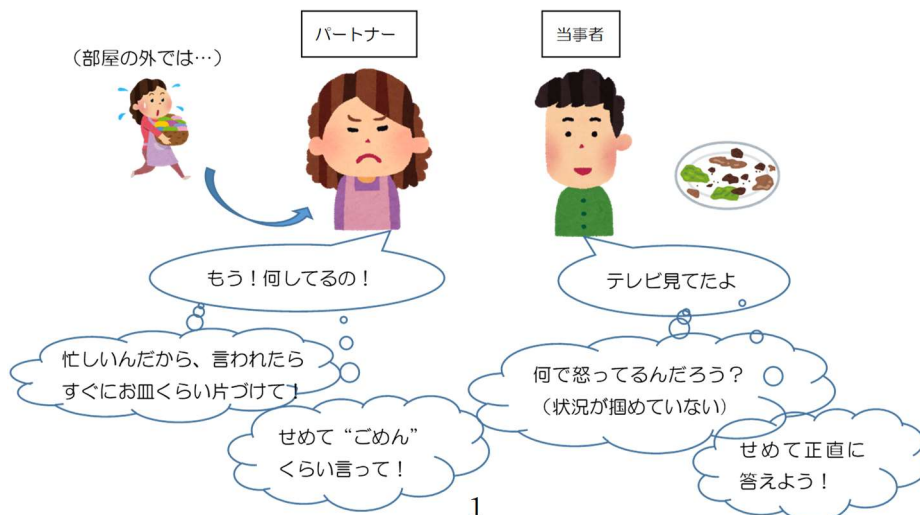 パートナー
当事者
（部屋の外では…）
もう！何してるの！
テレビ見てたよ
忙しいんだから、言われたら
すぐにお皿くらい片づけて！
何で怒ってるんだろう？
（状況が掴めていない）
せめて“ごめん”
くらい言って！
せめて正直に
答えよう！
1